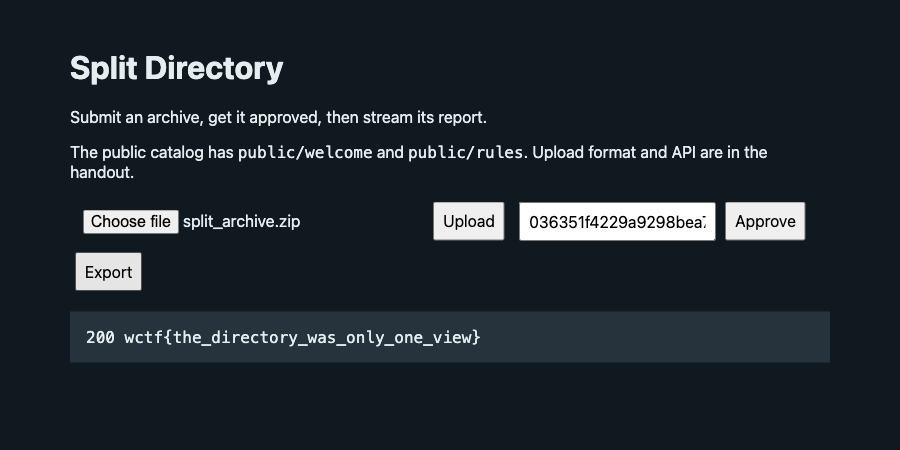 Split Directory
Submit an archive, get it approved, then stream its report.
The public catalog has public/welcome and public/rules. Upload format and API are in the
handout.
Choose file split_archive.zip Upload 036351f4229a9298bea7 Approve
Export
200 wctf{the_directory_was_only_one_view}